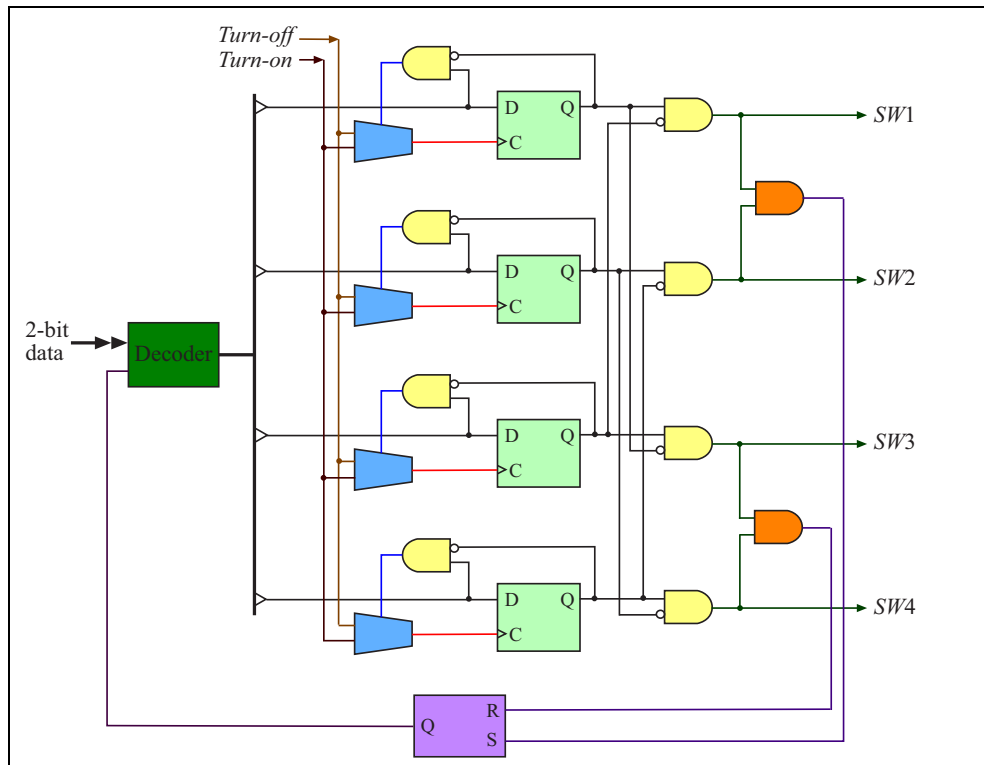 Turn-off
Turn-on
D Q
C
SW1
D Q
C
SW2
2-bit
data
Decoder
D Q
C
SW3
D Q
C
SW4
Q R
S